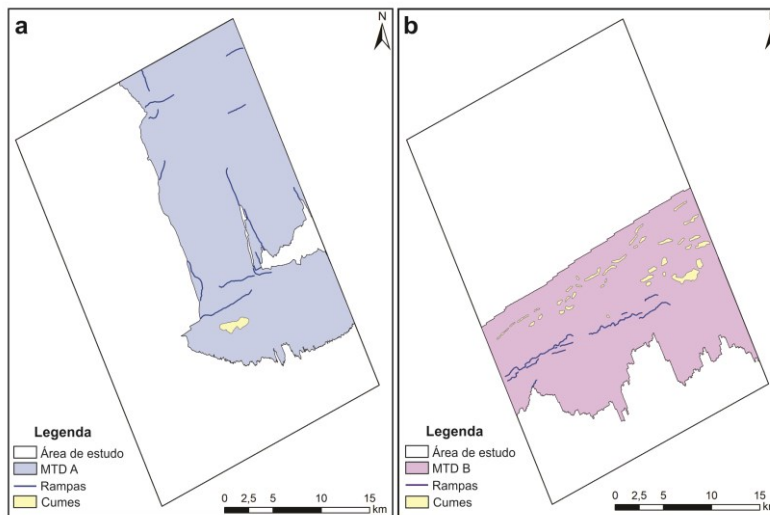 a
N
Legenda
Área de estudo
MTD A
Rampas
Cumes
0 2,5 5 10 15
km
b
N
Legenda
Área de estudo
MTD B
Rampas
Cumes
0 2,5 5 10 15
km